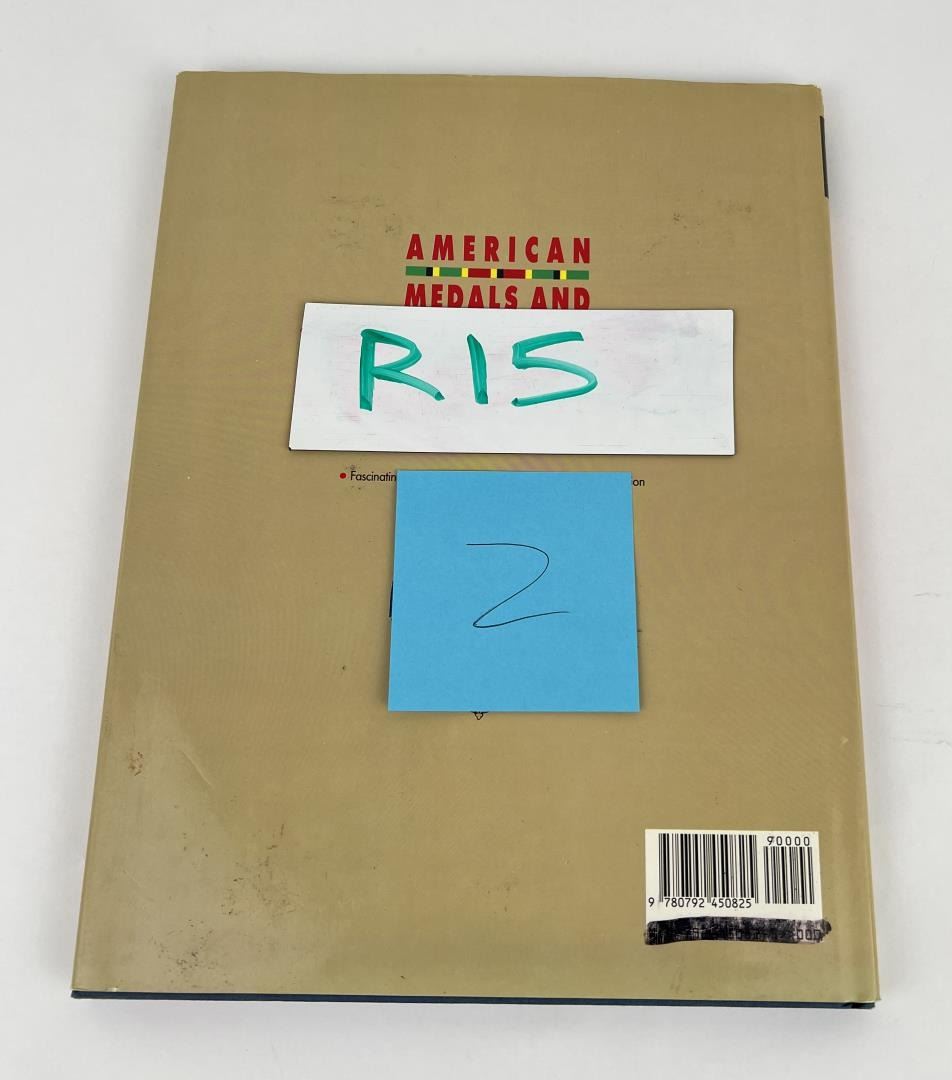 AMERICAN
MEDALS AND
R15
• Fascinatin on
2
90000
9 780792 450825